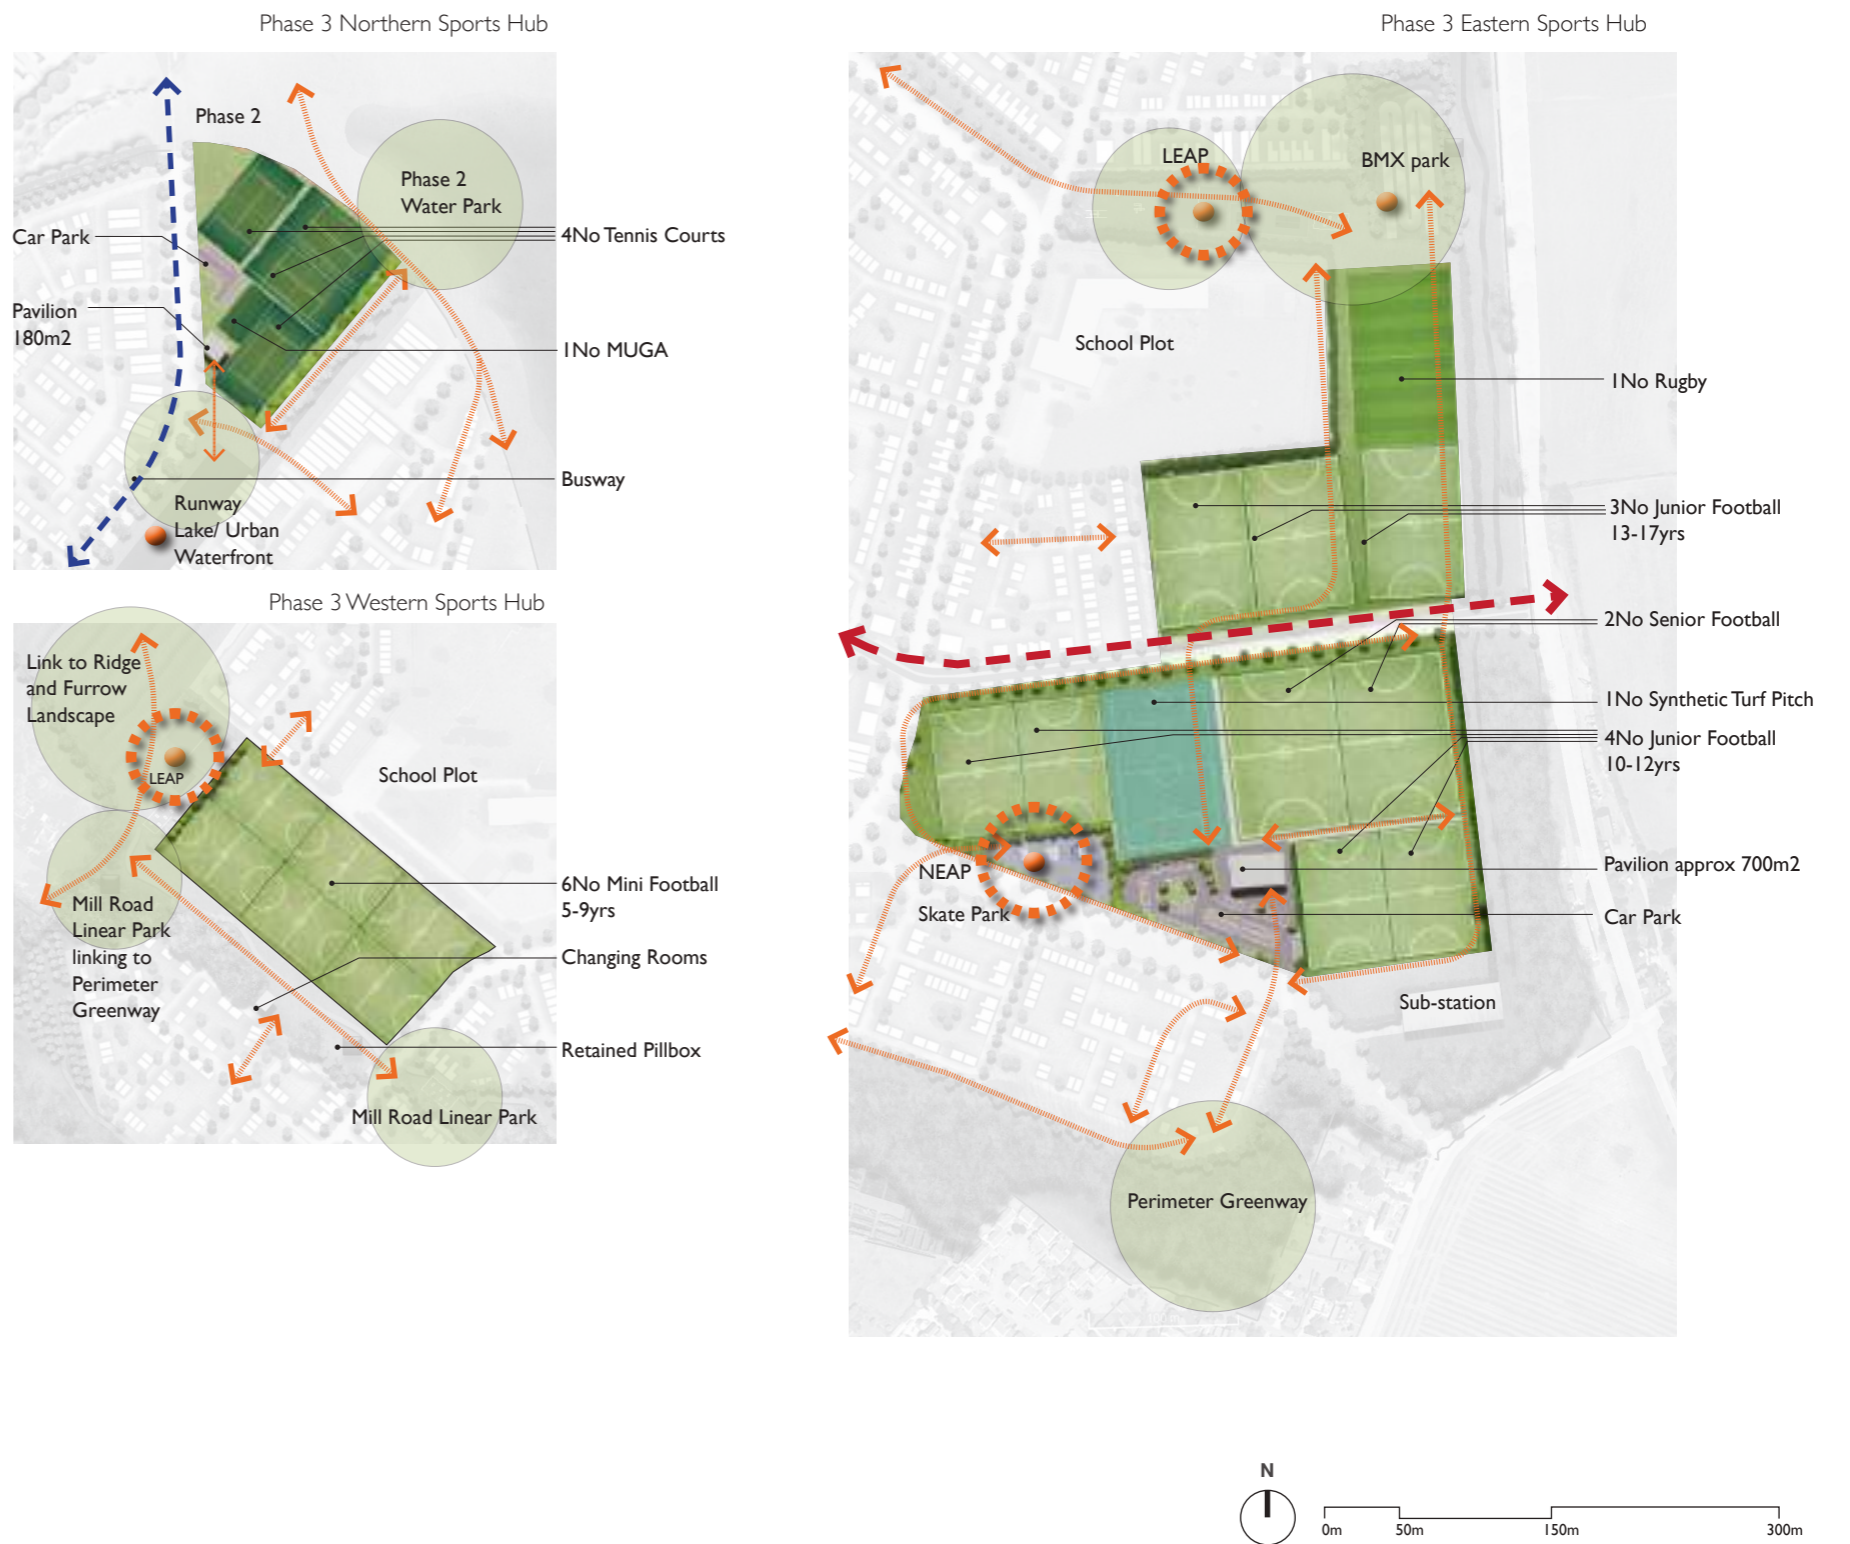 Phase 3 Northern Sports Hub
Phase 2
Phase 2
Water Park
Car Park
4No Tennis Courts
Pavilion
180m2
1No MUGA
Busway
Runway
Lake/ Urban
Waterfront
Phase 3 Western Sports Hub
Link to Ridge
and Furrow
Landscape
LEAP
School Plot
6No Mini Football
5-9yrs
Mill Road
Linear Park
linking to
Perimeter
Greenway
Changing Rooms
Retained Pillbox
Mill Road Linear Park
Phase 3 Eastern Sports Hub
LEAP
BMX park
School Plot
1No Rugby
3No Junior Football
13-17yrs
2No Senior Football
1No Synthetic Turf Pitch
4No Junior Football
10-12yrs
NEAP
Pavilion approx 700m2
Skate Park
Car Park
Sub-station
Perimeter Greenway
N
0m
50m
150m
300m